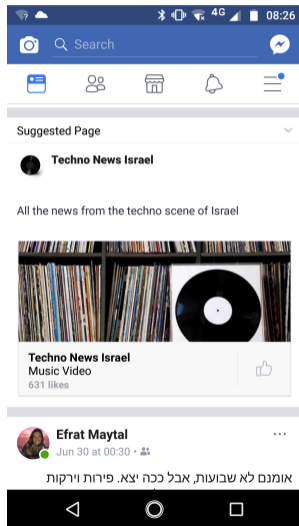 4G 08:26
Search
Suggested Page
Techno News Israel
All the news from the techno scene of Israel
Techno News Israel
Music Video
631 likes
Efrat Maytal
Jun 30 at 00:30 •
אומנם לא שבועות, אבל ככה יצא. פירות וירקות